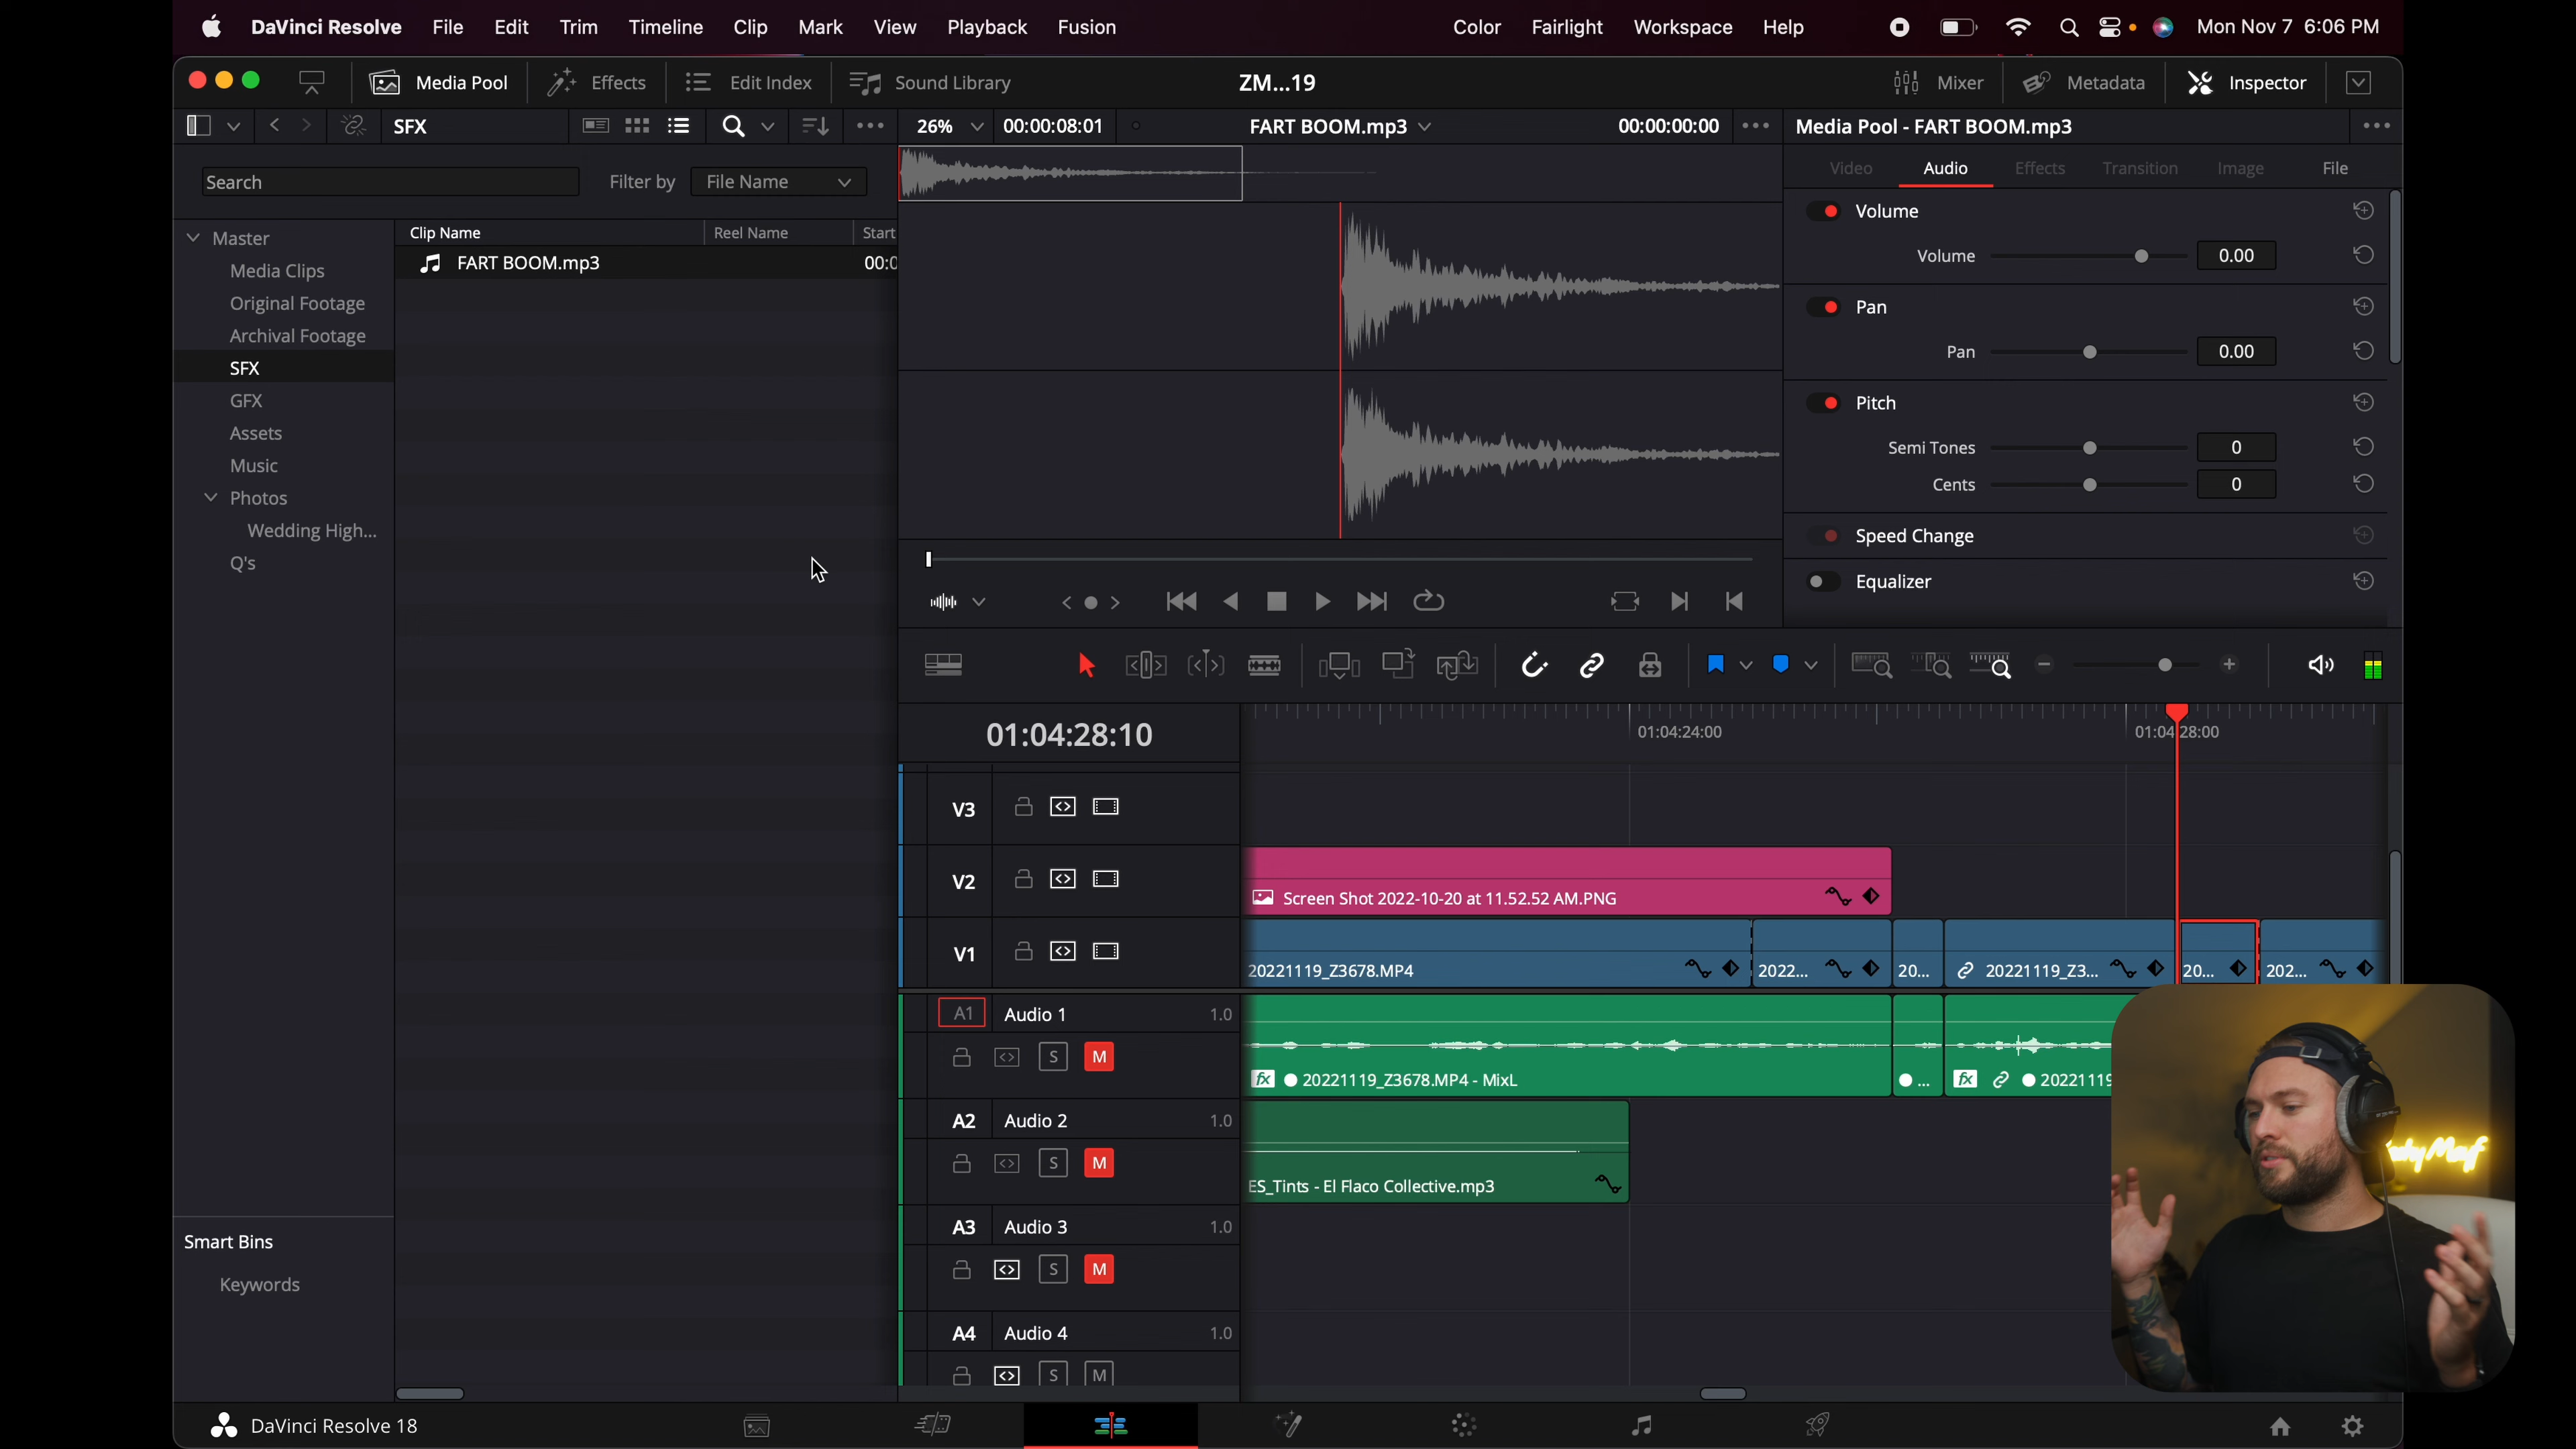 DaVinci Resolve File Edit Trim Timeline Clip Mark View Playback Fusion Color Fairlight Workspace Help Mon Nov 7 6:06 PM
Media Pool Effects Edit Index Sound Library ZM...19 Mixer Metadata Inspector
SFX 26% 00:00:08:01 FART BOOM.mp3 00:00:00:00 Media Pool - FART BOOM.mp3
Search Filter by File Name
Video Audio Effects Transition Image File
Clip Name Reel Name Start
FART BOOM.mp3 00:0
Master
Media Clips
Original Footage
Archival Footage
SFX
GFX
Assets
Music
Photos
Wedding High...
Q's
Smart Bins
Keywords
Volume
Volume 0.00
Pan
Pan 0.00
Pitch
Semi Tones 0
Cents 0
Speed Change
Equalizer
01:04:28:10 01:04:24:00 01:04:28:00
V3
V2 Screen Shot 2022-10-20 at 11.52.52 AM.PNG
V1 20221119_Z3678.MP4 2022... 20... 20221119_Z3... 20... 202...
A1 Audio 1 1.0
S M fx 20221119_Z3678.MP4 - MixL ... fx 20221119
A2 Audio 2 1.0
S M ES_Tints - El Flaco Collective.mp3
A3 Audio 3 1.0
S M
A4 Audio 4 1.0
S M
DaVinci Resolve 18